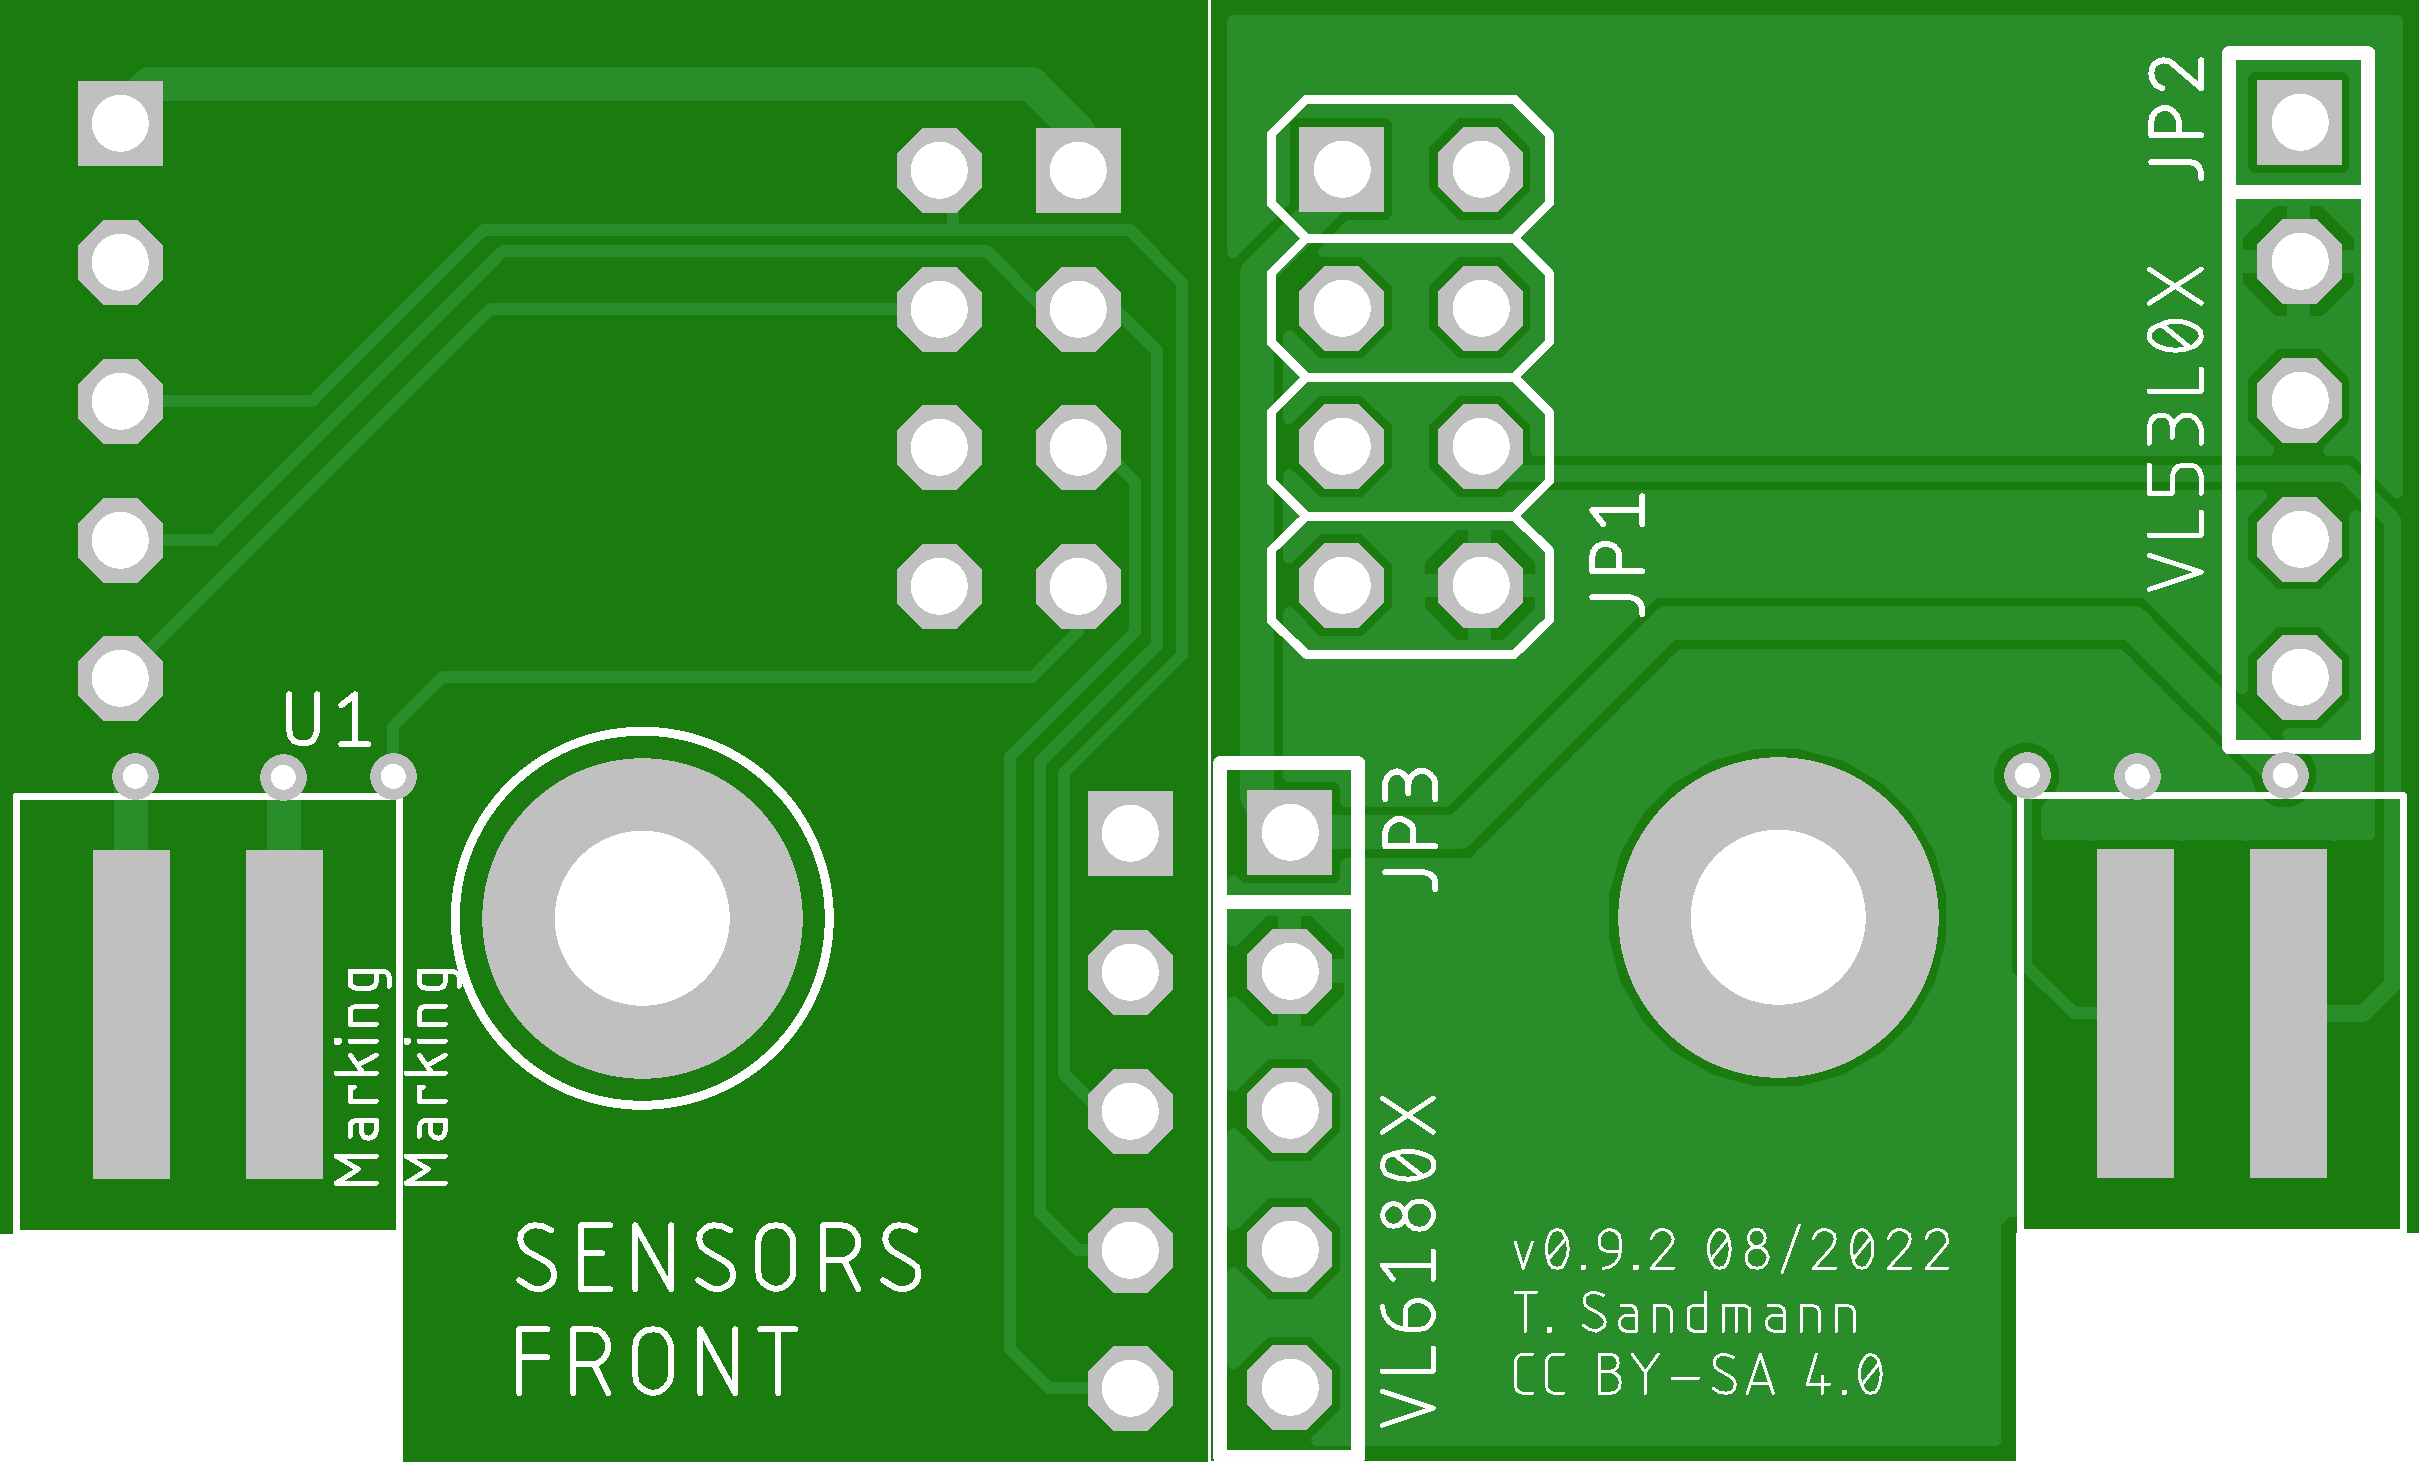 U1
Marking
Marking
SENSORS
FRONT
JP1
JP2
VL53BL0X
JP3
VL6180X
v0.9.2 08/2022
T. Sandmann
CC BY-SA 4.0